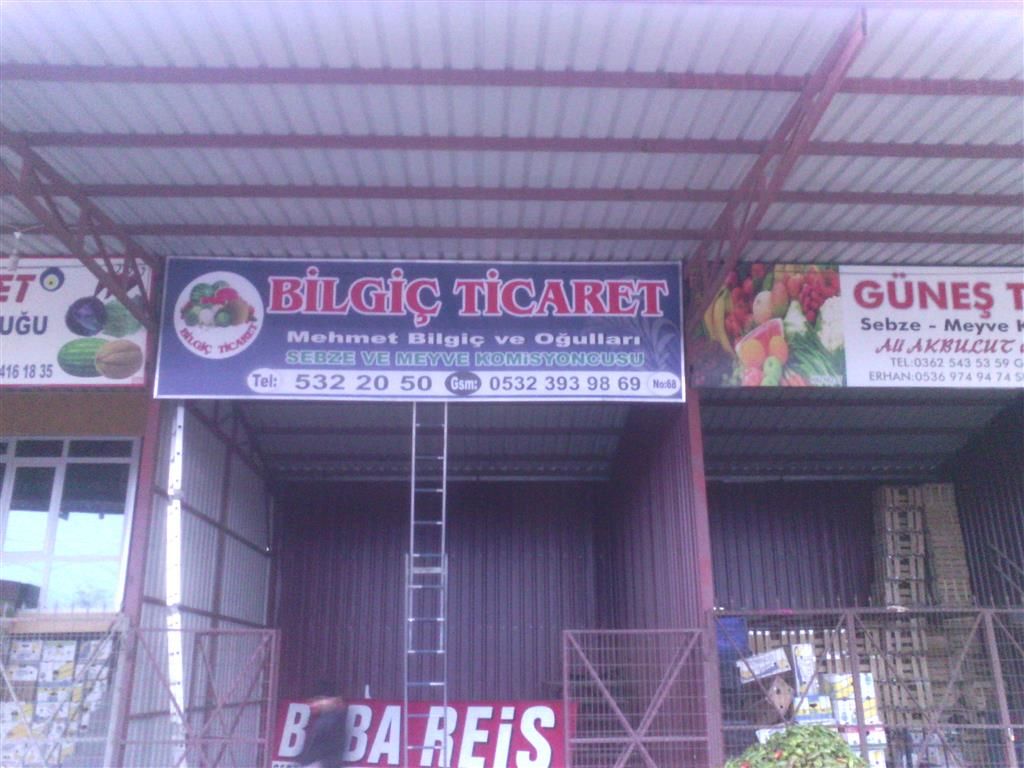 ET
UĞU
416 18 35
BİLGİÇ TİCARET
BİLGİÇ TİCARET
Mehmet Bilgiç ve Oğulları
SEBZE VE MEYVE KOMİSYONCUSU
Tel: 532 20 50 Gsm: 0532 393 98 69 No:68
GÜNEŞ T
Sebze - Meyve K
Ali AKBULUT
TEL:0362 543 53 59 G
ERHAN:0536 974 94 74 S
BABA REİS